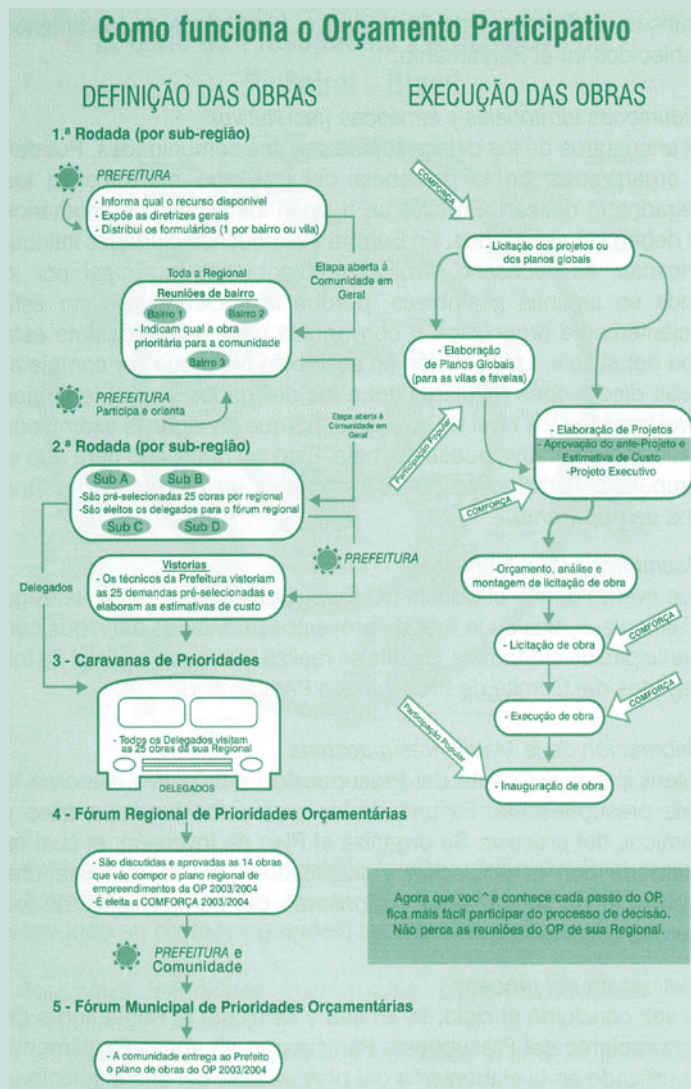 Como funciona o Orçamento Participativo
DEFINIÇÃO DAS OBRAS
1.ª Rodada (por sub-região)
PREFEITURA
- Informa qual o recurso disponivel
- Expõe as diretrizes gerais
- Distribui os formulários (1 por bairro ou vila)
Toda a Regional
Etapa aberta à
Comunidade em
Geral
Reuniões de bairro
Bairro 1
Bairro 2
- Indicam qual a obra
prioritária para a comunidade
Bairro 3
PREFEITURA
Participa e orienta
Etapa aberta à
Comunidade em
Geral
2.ª Rodada (por sub-região)
Sub A
Sub B
-São pré-selecionadas 25 obras por regional
-São eleitos os delegados para o fórum regional
Sub C
Sub D
PREFEITURA
Delegados
Vistorias
- Os técnicos da Prefeitura vistoriam
as 25 demandas pré-selecionadas e
elaboram as estimativas de custo
3 - Caravanas de Prioridades
- Todos os Delegados visitam
as 25 obras da sua Regional
DELEGADOS
4 - Fórum Regional de Prioridades Orçamentárias
- São discutidas e aprovadas as 14 obras
que vão compor o plano regional de
empreendimentos da OP 2003/2004
-É eleita a COMFORÇA 2003/2004
PREFEITURA e
Comunidade
5 - Fórum Municipal de Prioridades Orçamentárias
- A comunidade entrega ao Prefeito
o plano de obras do OP 2003/2004
EXECUÇÃO DAS OBRAS
COMFORÇA
- Licitação dos projetos ou
dos planos globais
- Elaboração
de Planos Globais
(para as vilas e favelas)
Participação Popular
- Elaboração de Projetos
- Aprovação do ante-Projeto e
Estimativa de Custo
-Projeto Executivo
COMFORÇA
-Orçamento, análise e
montagem de licitação de obra
COMFORÇA
- Licitação de obra
COMFORÇA
- Execução de obra
Participação Popular
- Inauguração de obra
Agora que voc ^ e conhece cada passo do OP,
fica mais fácil participar do processo de decisão.
Não perca as reuniões do OP de sua Regional.